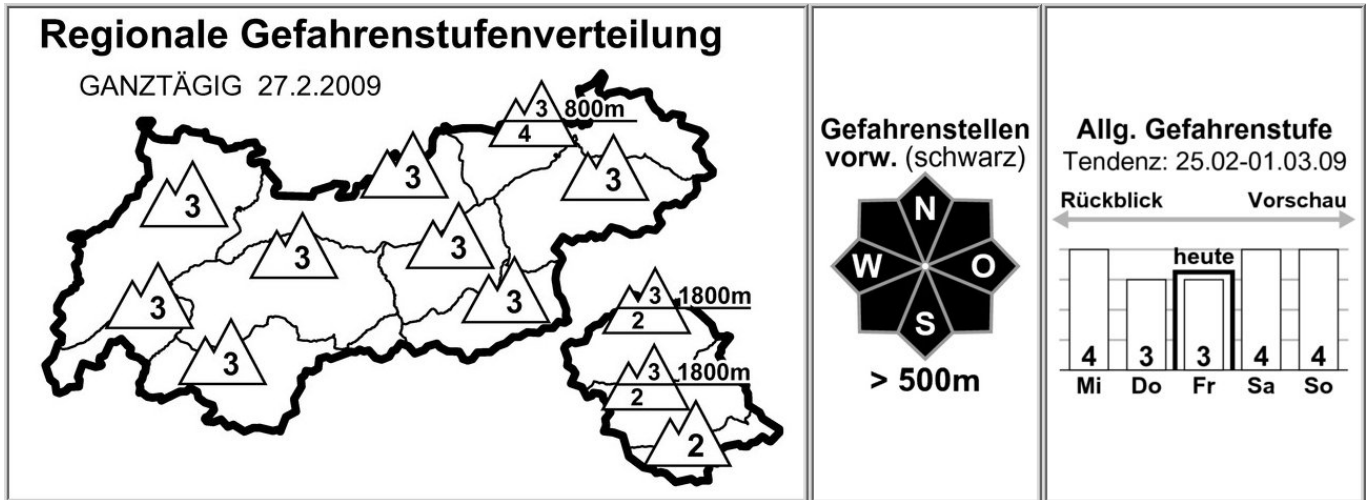 Regionale Gefahrenstufenverteilung
GANZTÄGIG 27.2.2009
3 800m
4
3
3
3
3
3
3
3
3
3 1800m
2
3 1800m
2
2
Gefahrenstellen
vorw. (schwarz)
N
W O
S
> 500m
Allg. Gefahrenstufe
Tendenz: 25.02-01.03.09
Rückblick Vorschau
heute
4 3 3 4 4
Mi Do Fr Sa So